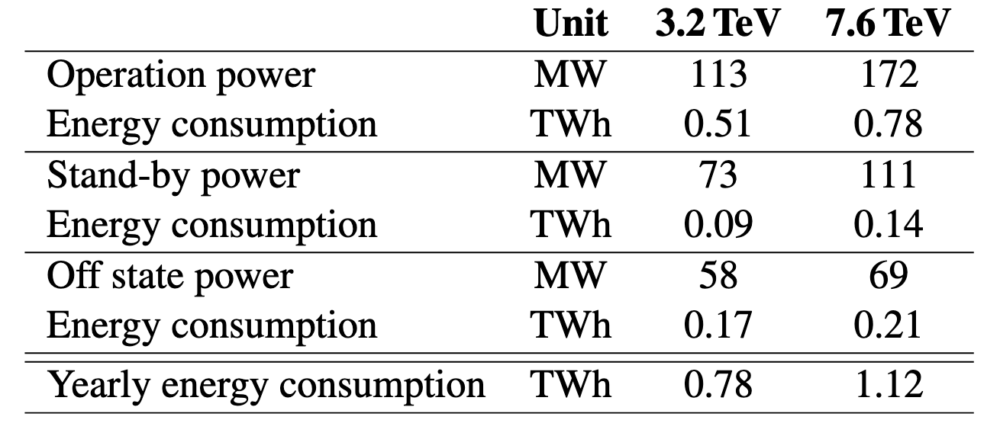 Unit 3.2 TeV 7.6 TeV
Operation power MW 113 172
Energy consumption TWh 0.51 0.78
Stand-by power MW 73 111
Energy consumption TWh 0.09 0.14
Off state power MW 58 69
Energy consumption TWh 0.17 0.21
Yearly energy consumption TWh 0.78 1.12